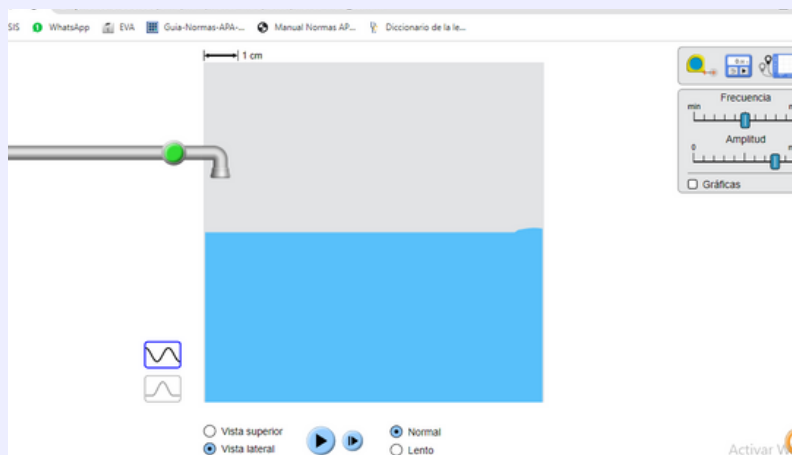 SIS WhatsApp EVA Guia-Normas-APA-... Manual Normas AP... Diccionario de la le...
1 cm
Frecuencia
min
Amplitud
0
Gráficas
Vista superior
Vista lateral
Normal
Lento
Activar